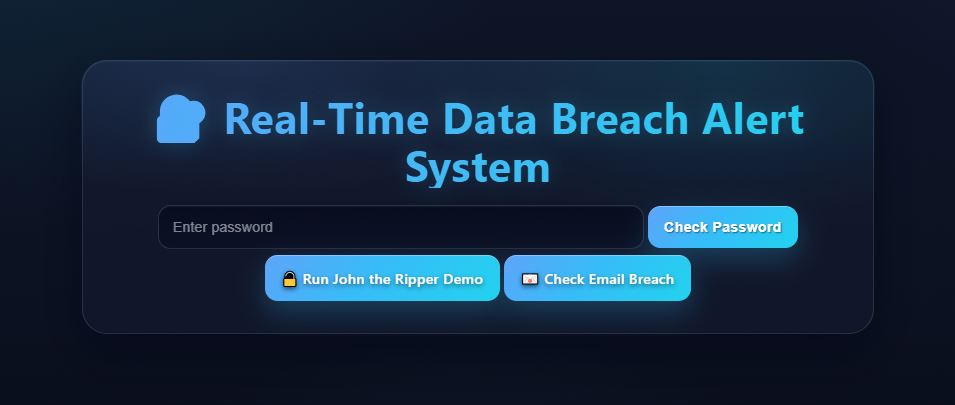 Real-Time Data Breach Alert
System
Enter password
Check Password
Run John the Ripper Demo
Check Email Breach